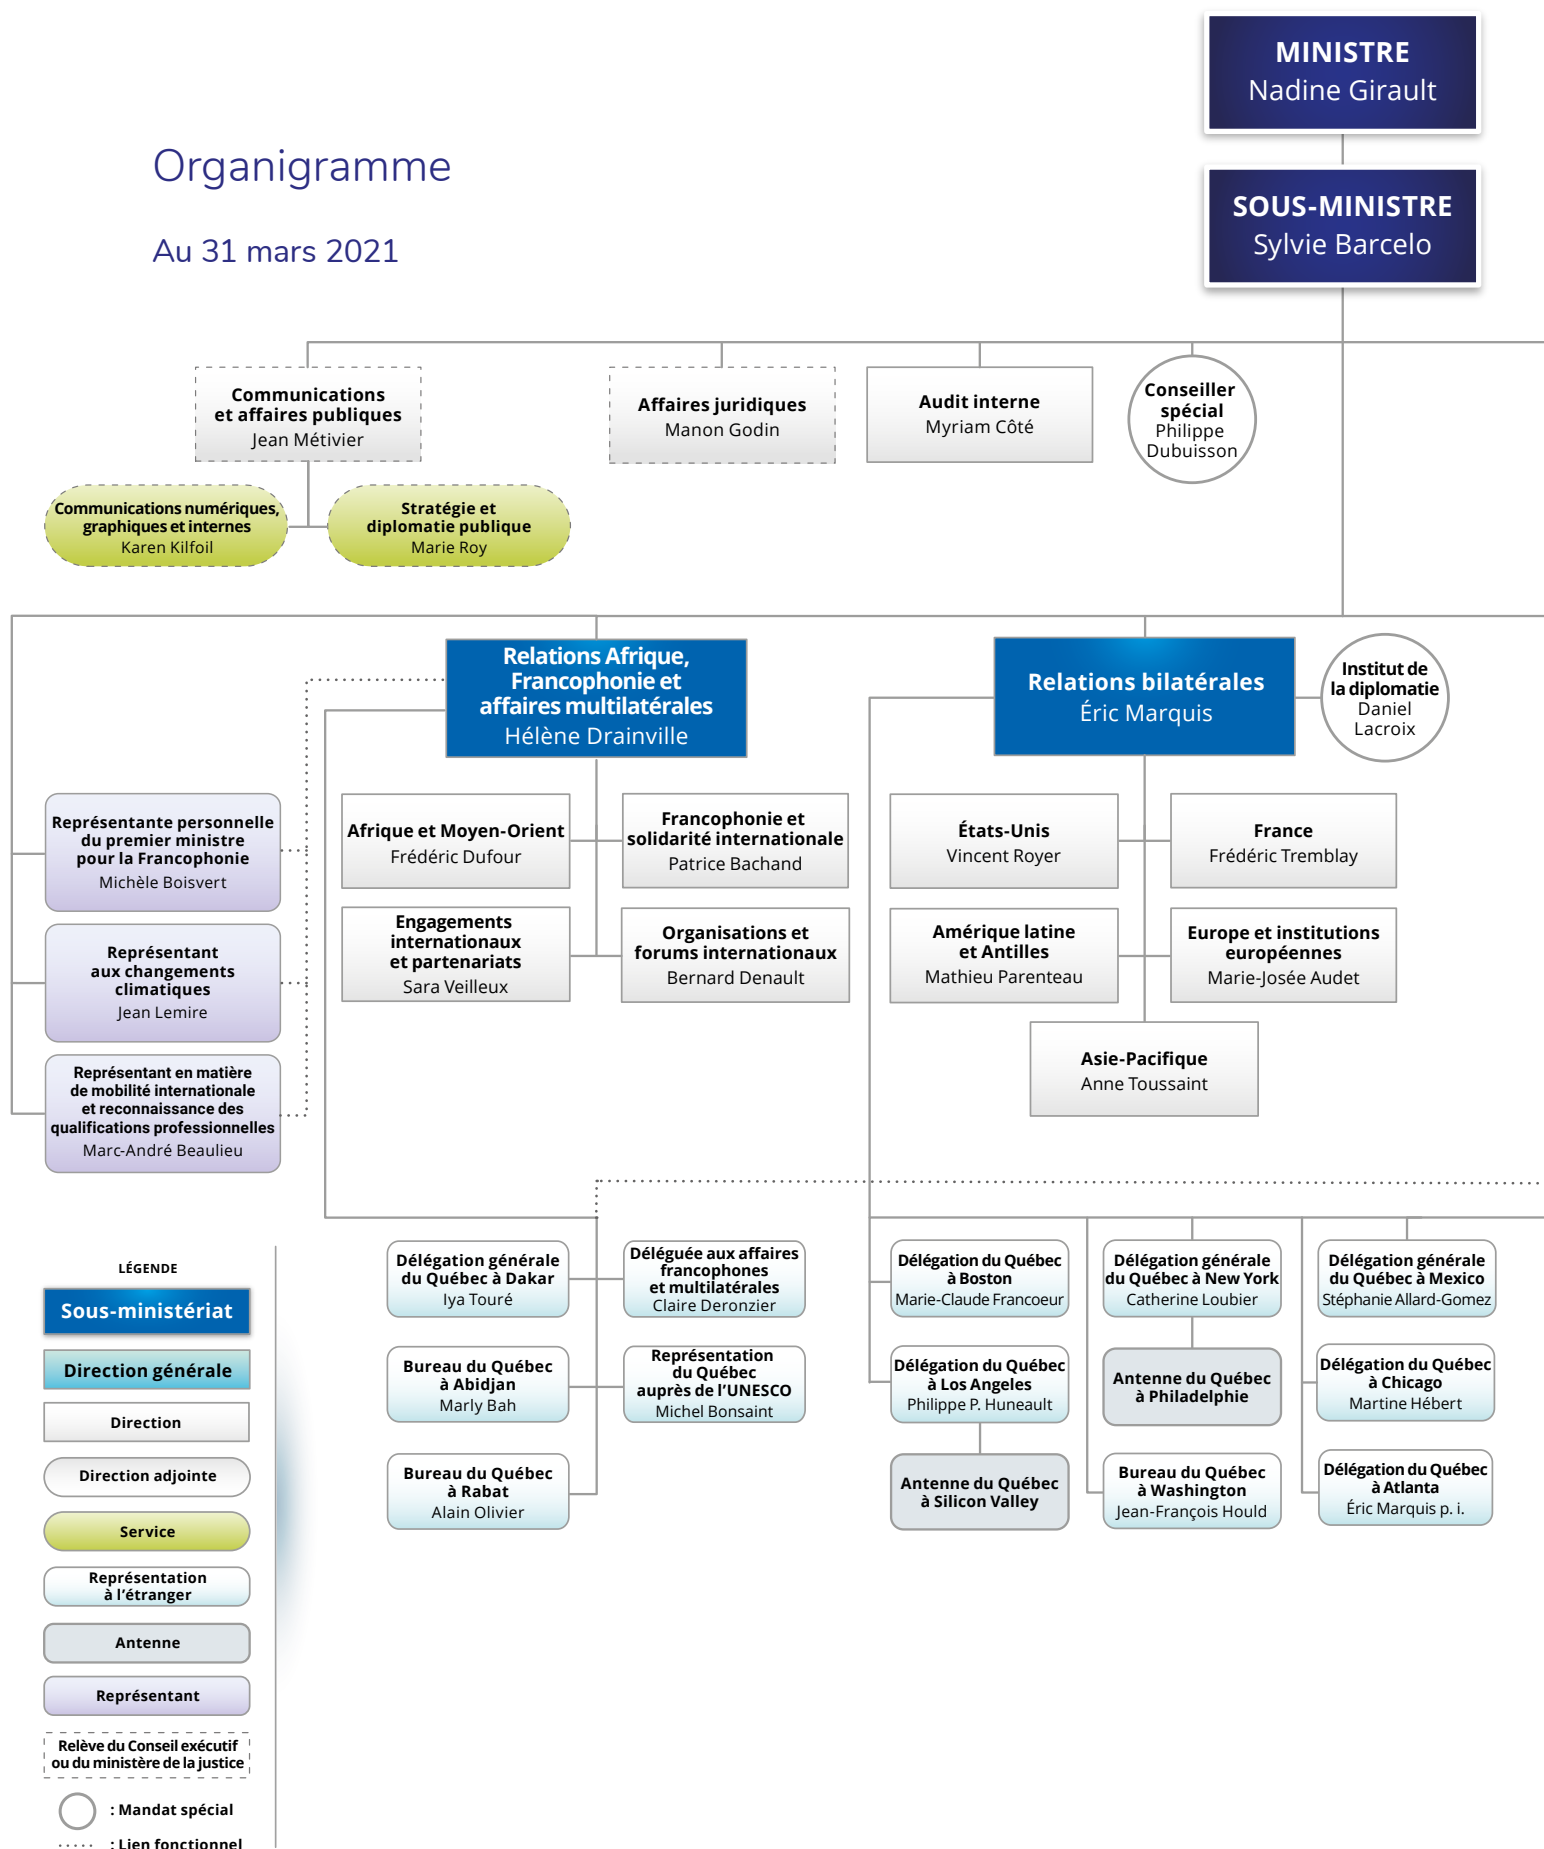 MINISTRE
Nadine Girault
Organigramme
SOUS-MINISTRE
Sylvie Barcelo
Au 31 mars 2021
Communications
et affaires publiques
Jean Métivier
Affaires juridiques
Manon Godin
Audit interne
Myriam Côté
Conseiller
spécial
Philippe
Dubuisson
Communications numériques,
graphiques et internes
Karen Kilfoil
Stratégie et
diplomatie publique
Marie Roy
Relations Afrique,
Francophonie et
affaires multilatérales
Hélène Drainville
Relations bilatérales
Éric Marquis
Institut de
la diplomatie
Daniel
Lacroix
Représentante personnelle
du premier ministre
pour la Francophonie
Michèle Boisvert
Représentant
aux changements
climatiques
Jean Lemire
Représentant en matière
de mobilité internationale
et reconnaissance des
qualifications professionnelles
Marc-André Beaulieu
Afrique et Moyen-Orient
Frédéric Dufour
Francophonie et
solidarité internationale
Patrice Bachand
Engagements
internationaux
et partenariats
Sara Veilleux
Organisations et
forums internationaux
Bernard Denault
États-Unis
Vincent Royer
France
Frédéric Tremblay
Amérique latine
et Antilles
Mathieu Parenteau
Europe et institutions
européennes
Marie-Josée Audet
Asie-Pacifique
Anne Toussaint
Délégation générale
du Québec à Dakar
Iya Touré
Déléguée aux affaires
francophones
et multilatérales
Claire Deronzier
Bureau du Québec
à Abidjan
Marly Bah
Représentation
du Québec
auprès de l'UNESCO
Michel Bonsaint
Bureau du Québec
à Rabat
Alain Olivier
Délégation du Québec
à Boston
Marie-Claude Francoeur
Délégation générale
du Québec à New York
Catherine Loubier
Délégation générale
du Québec à Mexico
Stéphanie Allard-Gomez
Délégation du Québec
à Los Angeles
Philippe P. Huneault
Antenne du Québec
à Philadelphie
Délégation du Québec
à Chicago
Martine Hébert
Antenne du Québec
à Silicon Valley
Bureau du Québec
à Washington
Jean-François Hould
Délégation du Québec
à Atlanta
Éric Marquis p. i.
LÉGENDE
Sous-ministériat
Direction générale
Direction
Direction adjointe
Service
Représentation
à l'étranger
Antenne
Représentant
Relève du Conseil exécutif
ou du ministère de la justice
: Mandat spécial
: Lien fonctionnel